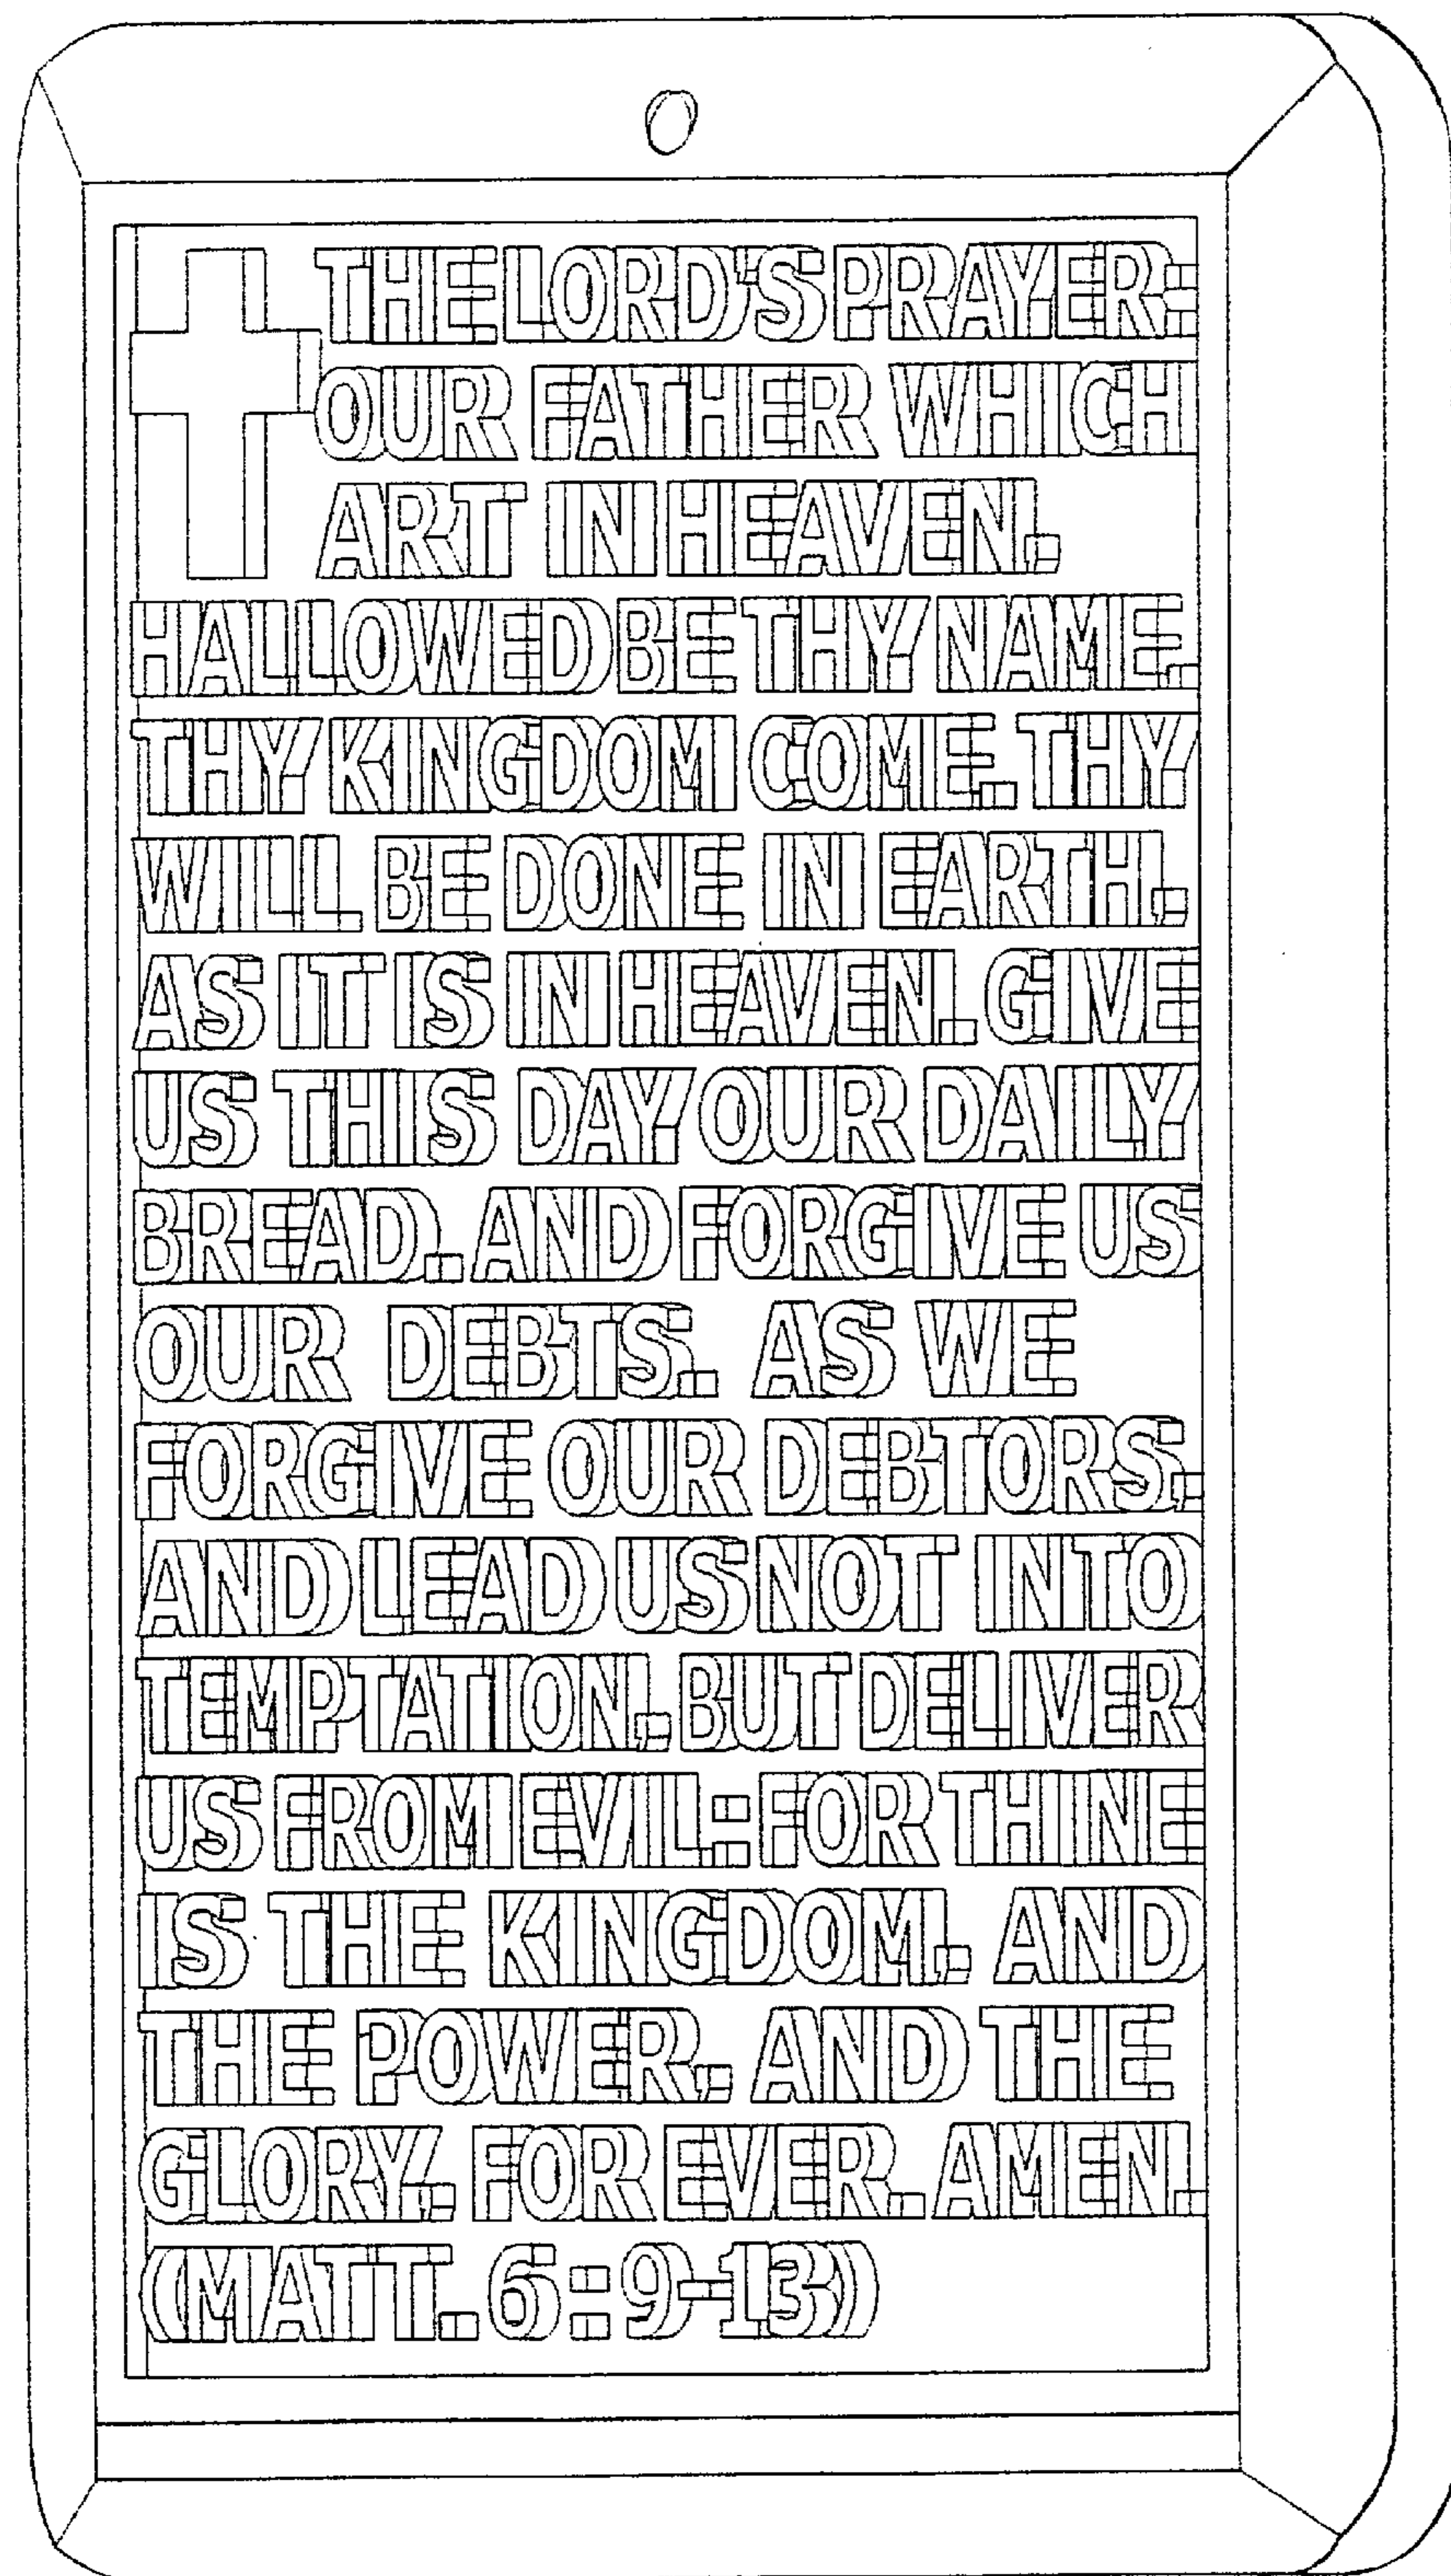 THE LORD'S PRAYER:
OUR FATHER WHICH
ART IN HEAVEN,
HALLOWED BE THY NAME.
THY KINGDOM COME. THY
WILL BE DONE IN EARTH,
AS IT IS IN HEAVEN. GIVE
US THIS DAY OUR DAILY
BREAD. AND FORGIVE US
OUR DEBTS. AS WE
FORGIVE OUR DEBTORS,
AND LEAD US NOT INTO
TEMPTATION, BUT DELIVER
US FROM EVIL: FOR THINE
IS THE KINGDOM, AND
THE POWER, AND THE
GLORY, FOR EVER. AMEN.
(MATT. 6:9-13)